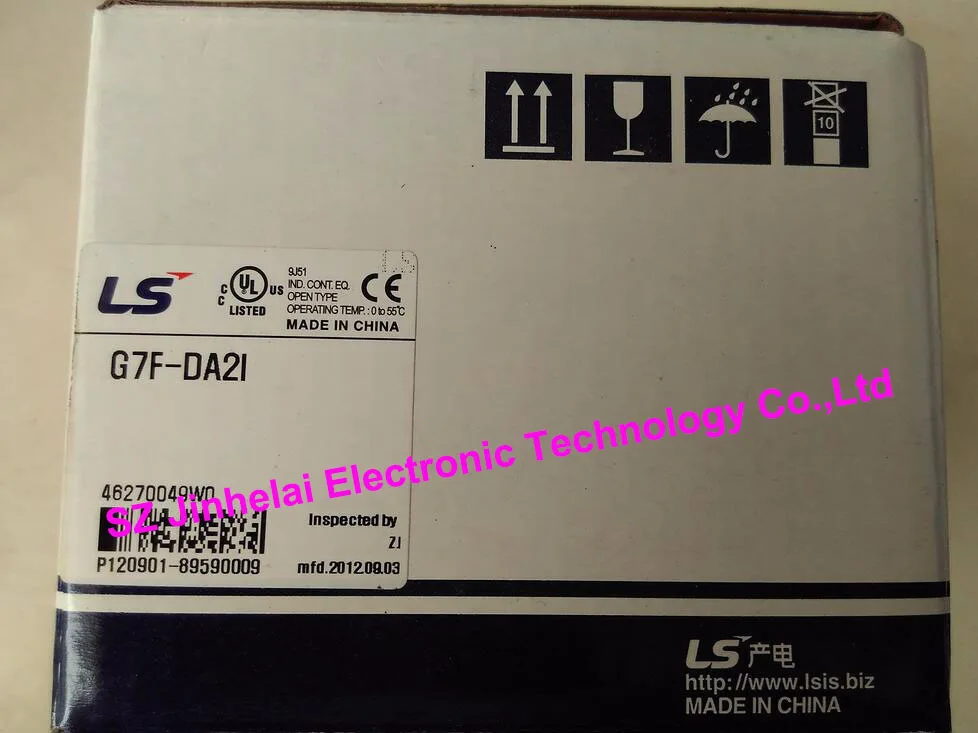 10
LS
LS
C UL US
C LISTED
9J51
IND. CONT. EQ.
OPEN TYPE
OPERATING TEMP. : 0 to 55℃
CE
MADE IN CHINA
G7F-DA2I
SZ Jinhelai Electronic Technology Co.,Ltd
46270049W0
Inspected by
ZJ
P120901-89590009
mfd.2012.09.03
LS产电
http://www.lsis.biz
MADE IN CHINA